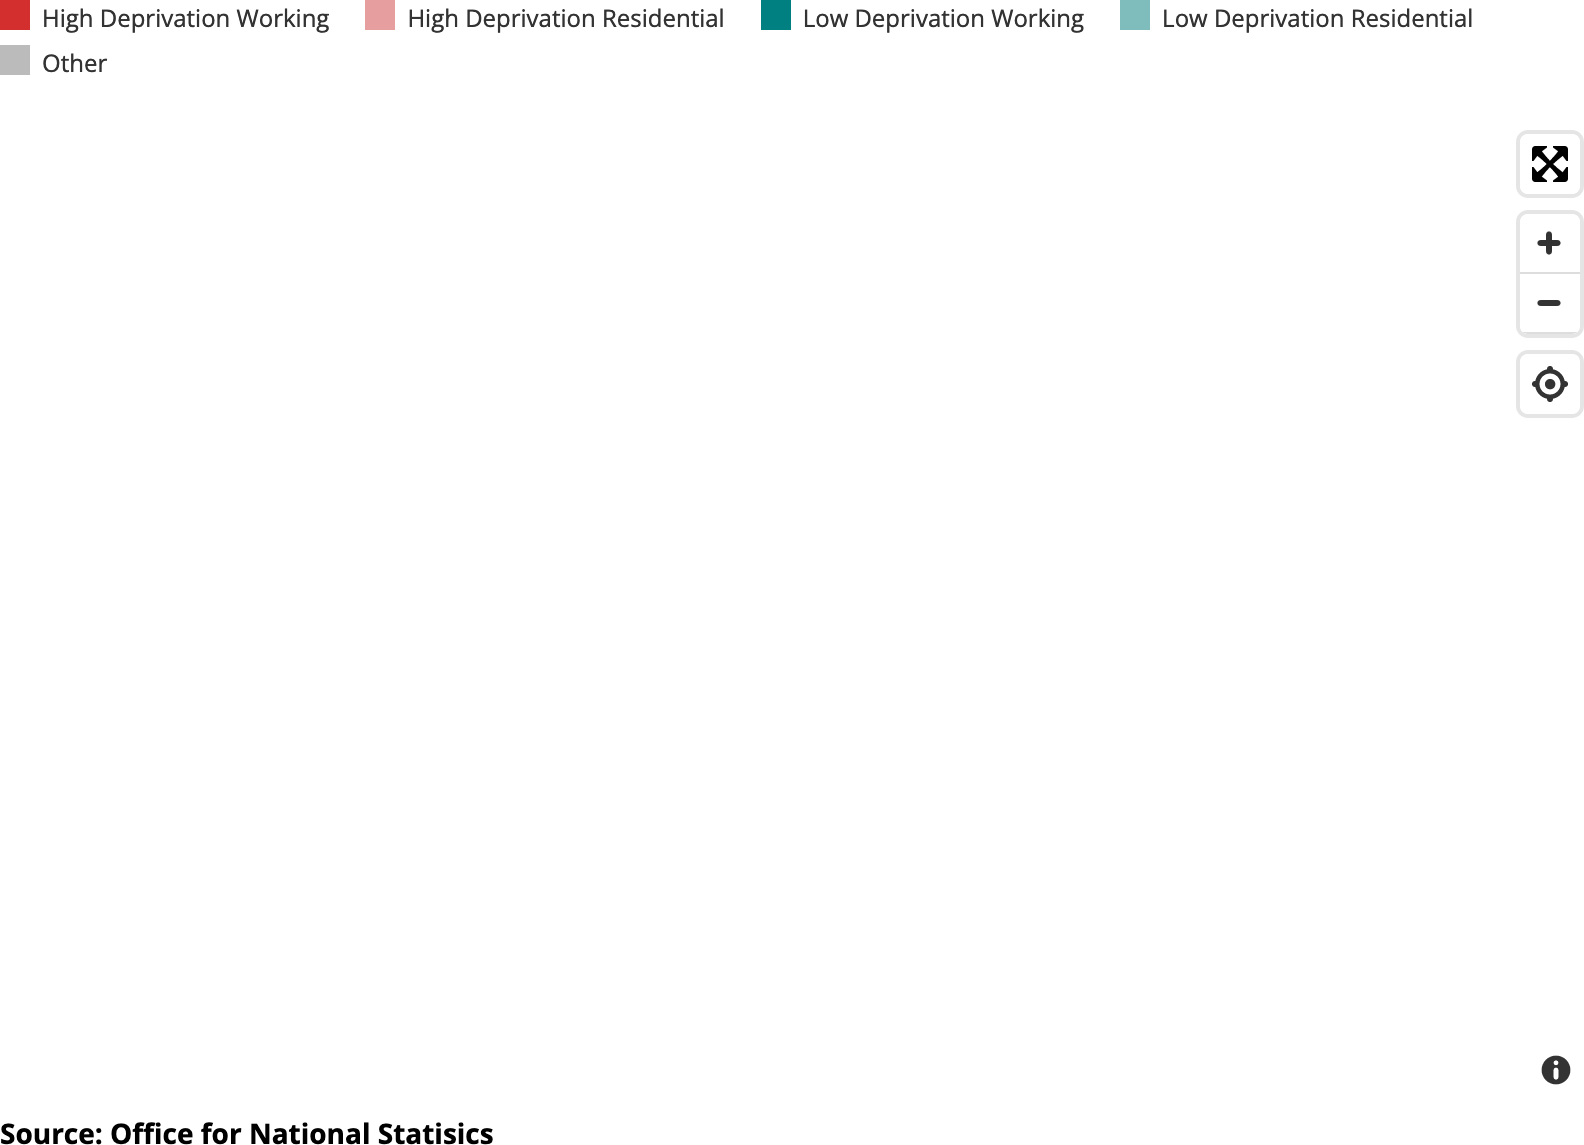 High Deprivation Working High Deprivation Residential Low Deprivation Working Low Deprivation Residential
Other
Source: Office for National Statisics